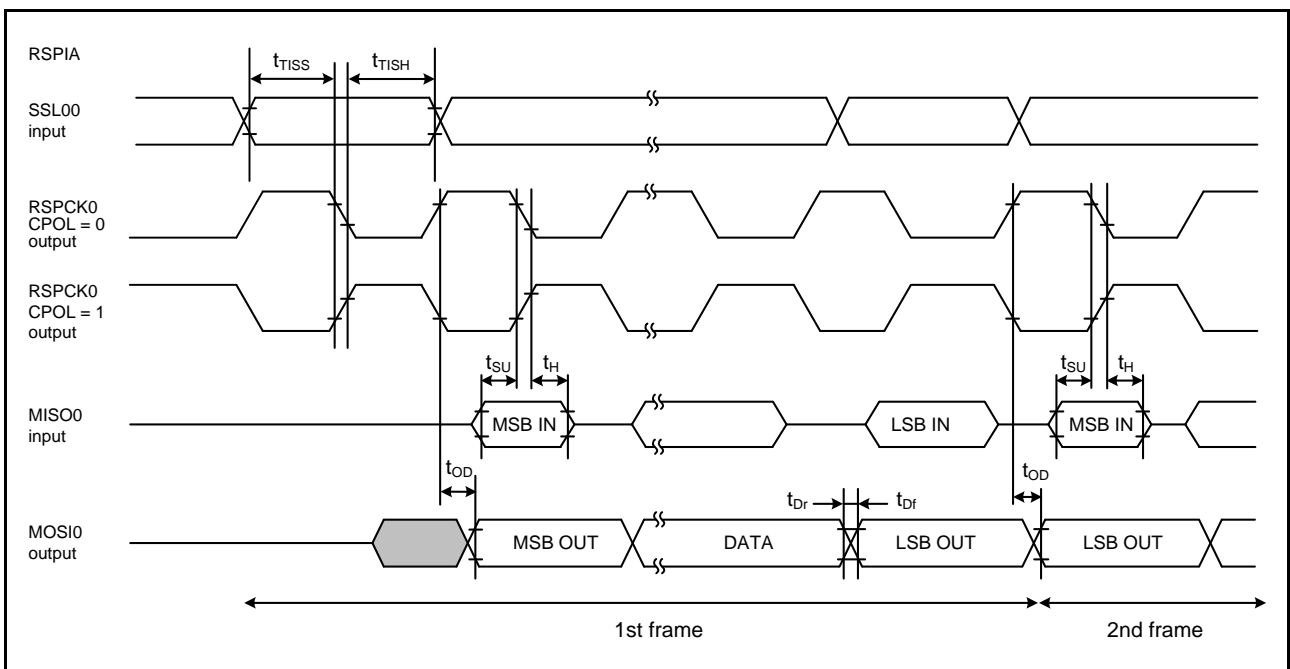 RSPIA
tTISS
tTISH
SSL00
input
RSPCK0
CPOL = 0
output
RSPCK0
CPOL = 1
output
tSU
tH
tSU
tH
MISO0
input
MSB IN
LSB IN
MSB IN
tOD
tDr
tDf
tOD
MOSI0
output
MSB OUT
DATA
LSB OUT
LSB OUT
1st frame
2nd frame